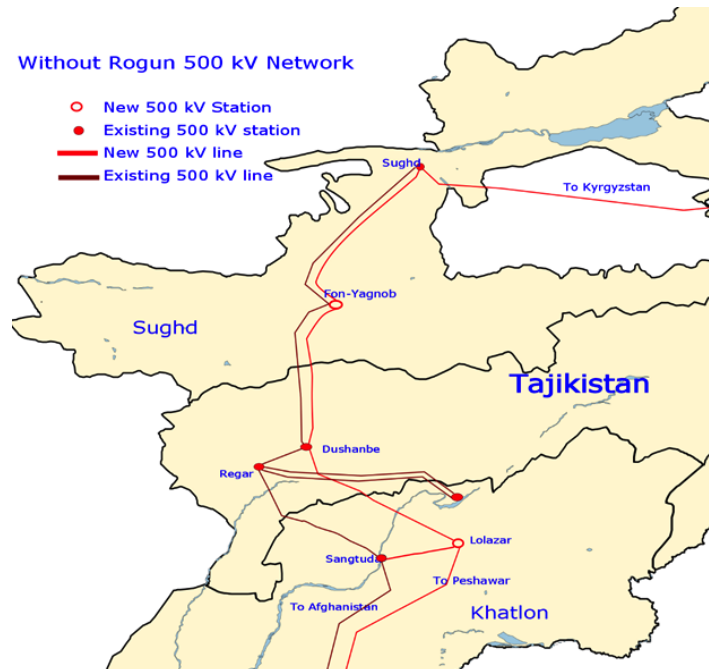 Without Rogun 500 kV Network
New 500 kV Station
Existing 500 kV station
New 500 kV line
Existing 500 kV line
Sughd
To Kyrgyzstan
Fon-Yagnob
Sughd
Tajikistan
Dushanbe
Regar
Lolazar
Sangtuda
To Peshawar
To Afghanistan
Khatlon